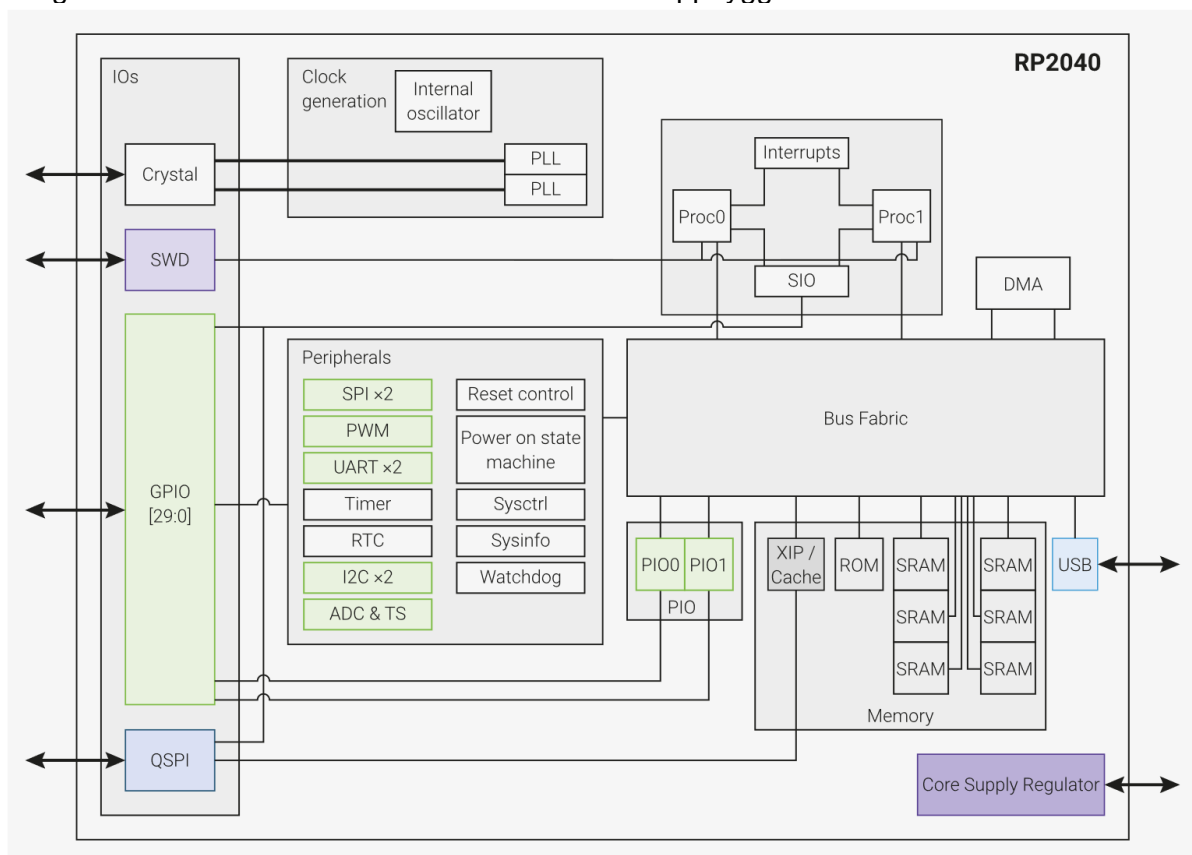 RP2040
IOs
Clock
generation
Internal
oscillator
Crystal
PLL
PLL
Interrupts
Proc0
Proc1
SWD
SIO
DMA
Peripherals
SPI ×2
Reset control
PWM
Power on state
machine
UART ×2
Bus Fabric
GPIO
[29:0]
Timer
Sysctrl
RTC
Sysinfo
I2C ×2
Watchdog
ADC & TS
PIO0
PIO1
PIO
XIP /
Cache
ROM
SRAM
SRAM
USB
SRAM
SRAM
SRAM
SRAM
Memory
QSPI
Core Supply Regulator